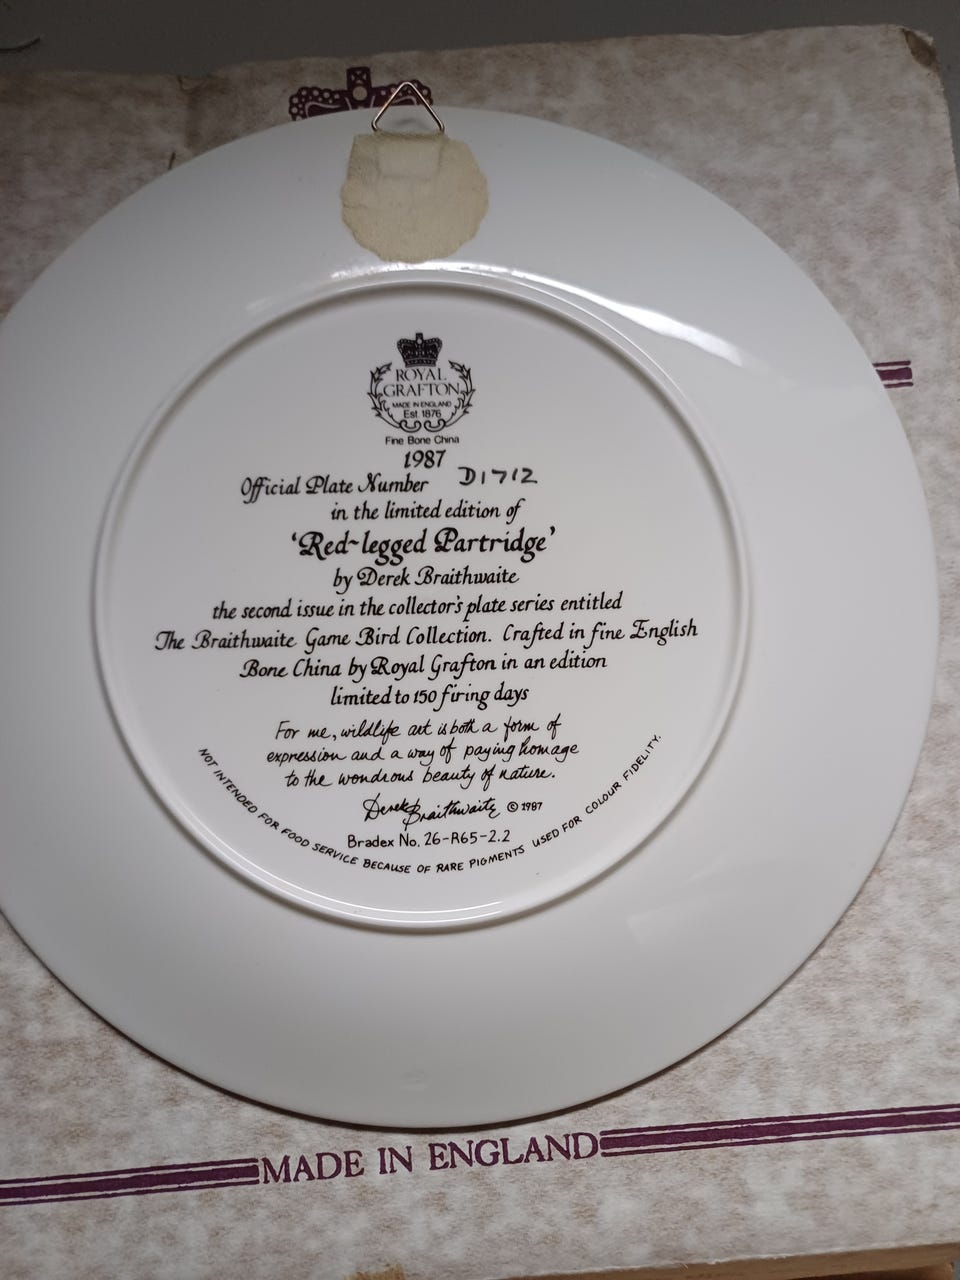 ROYAL
GRAFTON
MADE IN ENGLAND
Est 1876
Fine Bone China
1987
Official Plate Number D1712
in the limited edition of
'Red-legged Partridge'
by Derek Braithwaite
the second issue in the collector's plate series entitled
The Braithwaite Game Bird Collection. Crafted in fine English
Bone China by Royal Grafton in an edition
limited to 150 firing days
For me, wildlife art is both a form of
expression and a way of paying homage
to the wondrous beauty of nature.
Derek Braithwaite © 1987
Bradex No. 26-R65-2.2
NOT INTENDED FOR FOOD SERVICE BECAUSE OF RARE PIGMENTS USED FOR COLOUR FIDELITY.
MADE IN ENGLAND